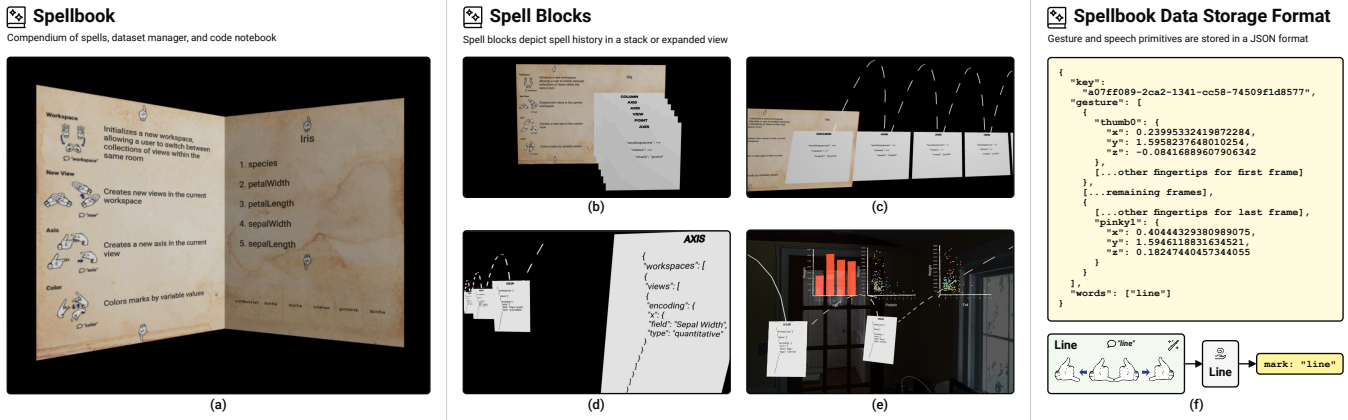 Spellbook
Compendium of spells, dataset manager, and code notebook
Workspace
Initializes a new workspace,
allowing a user to switch between
collections of views within the
same room
"workspace"
New View
Creates new views in the current
workspace
"new"
Axis
Creates a new axis in the current
view
"axis"
Color
Colors marks by variable values
"color"
Iris
1. species
2. petalWidth
3. petalLength
4. sepalWidth
5. sepalLength
(a)
Spell Blocks
Spell blocks depict spell history in a stack or expanded view
Iris
COLUMN
AXIS
AXIS
VIEW
POINT
AXIS
(b)
COLUMN
AXIS
(c)
AXIS
{
"workspaces": [
{
"views": [
{
"encoding": {
"x": {
"field": "Sepal Width",
"type": "quantitative"
}
(d)
(e)
Spellbook Data Storage Format
Gesture and speech primitives are stored in a JSON format
{
"key":
"a07ff089-2ca2-1341-cc58-74509f1d8577",
"gesture": [
{
"thumb0": {
"x": 0.23995332419872284,
"y": 1.5958237648010254,
"z": -0.08416889607906342
},
[...other fingertips for first frame]
},
[...remaining frames],
{
[...other fingertips for last frame],
"pinky1": {
"x": 0.40444329380989075,
"y": 1.5946118831634521,
"z": 0.18247440457344055
}
}
],
"words": ["line"]
}
Line
"line"
Line
mark: "line"
(f)